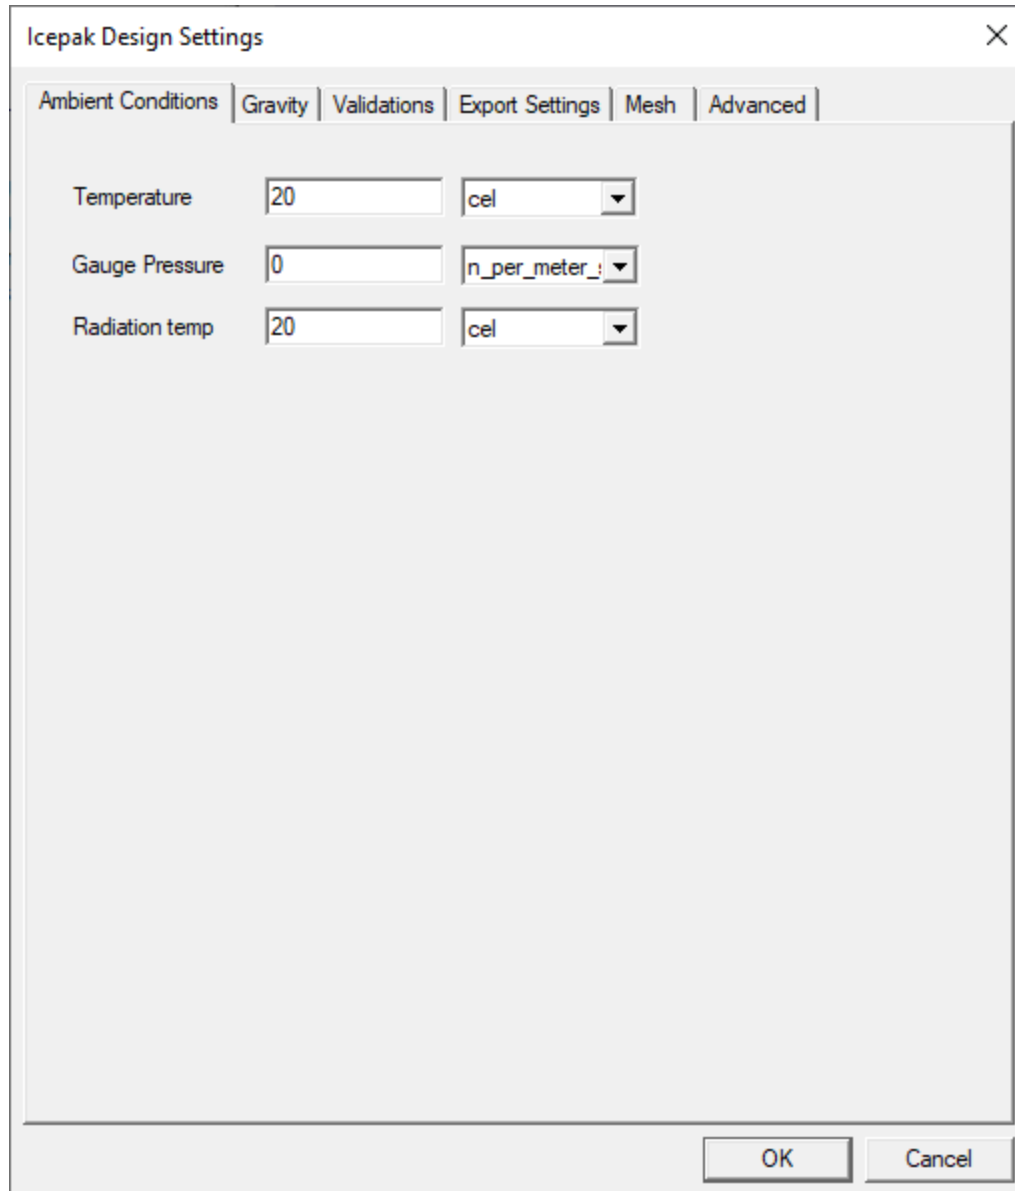 Icepak Design Settings
Ambient Conditions Gravity Validations Export Settings Mesh Advanced
Temperature 20 cel
Gauge Pressure 0 n_per_meter_
Radiation temp 20 cel
OK Cancel